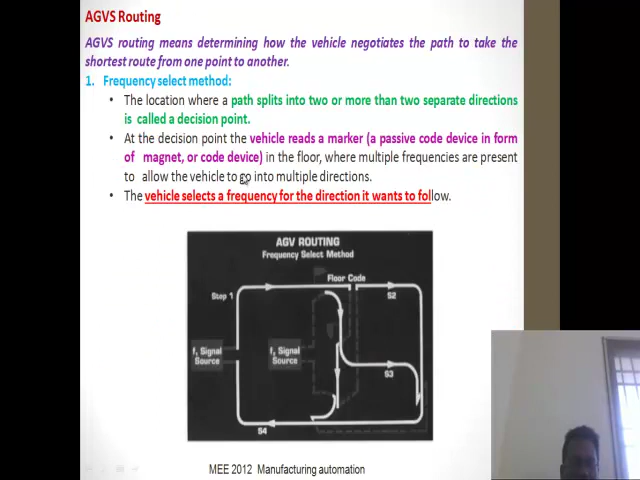 AGVS Routing
AGVS routing means determining how the vehicle negotiates the path to take the
shortest route from one point to another.
1. Frequency select method:
• The location where a path splits into two or more than two separate directions
is called a decision point.
• At the decision point the vehicle reads a marker (a passive code device in form
of magnet, or code device) in the floor, where multiple frequencies are present
to allow the vehicle to go into multiple directions.
• The vehicle selects a frequency for the direction it wants to follow.
AGV ROUTING
Frequency Select Method
Floor Code
Stop 1
S2
f, Signal
Source
f, Signal
Source
S3
S4
MEE 2012 Manufacturing automation